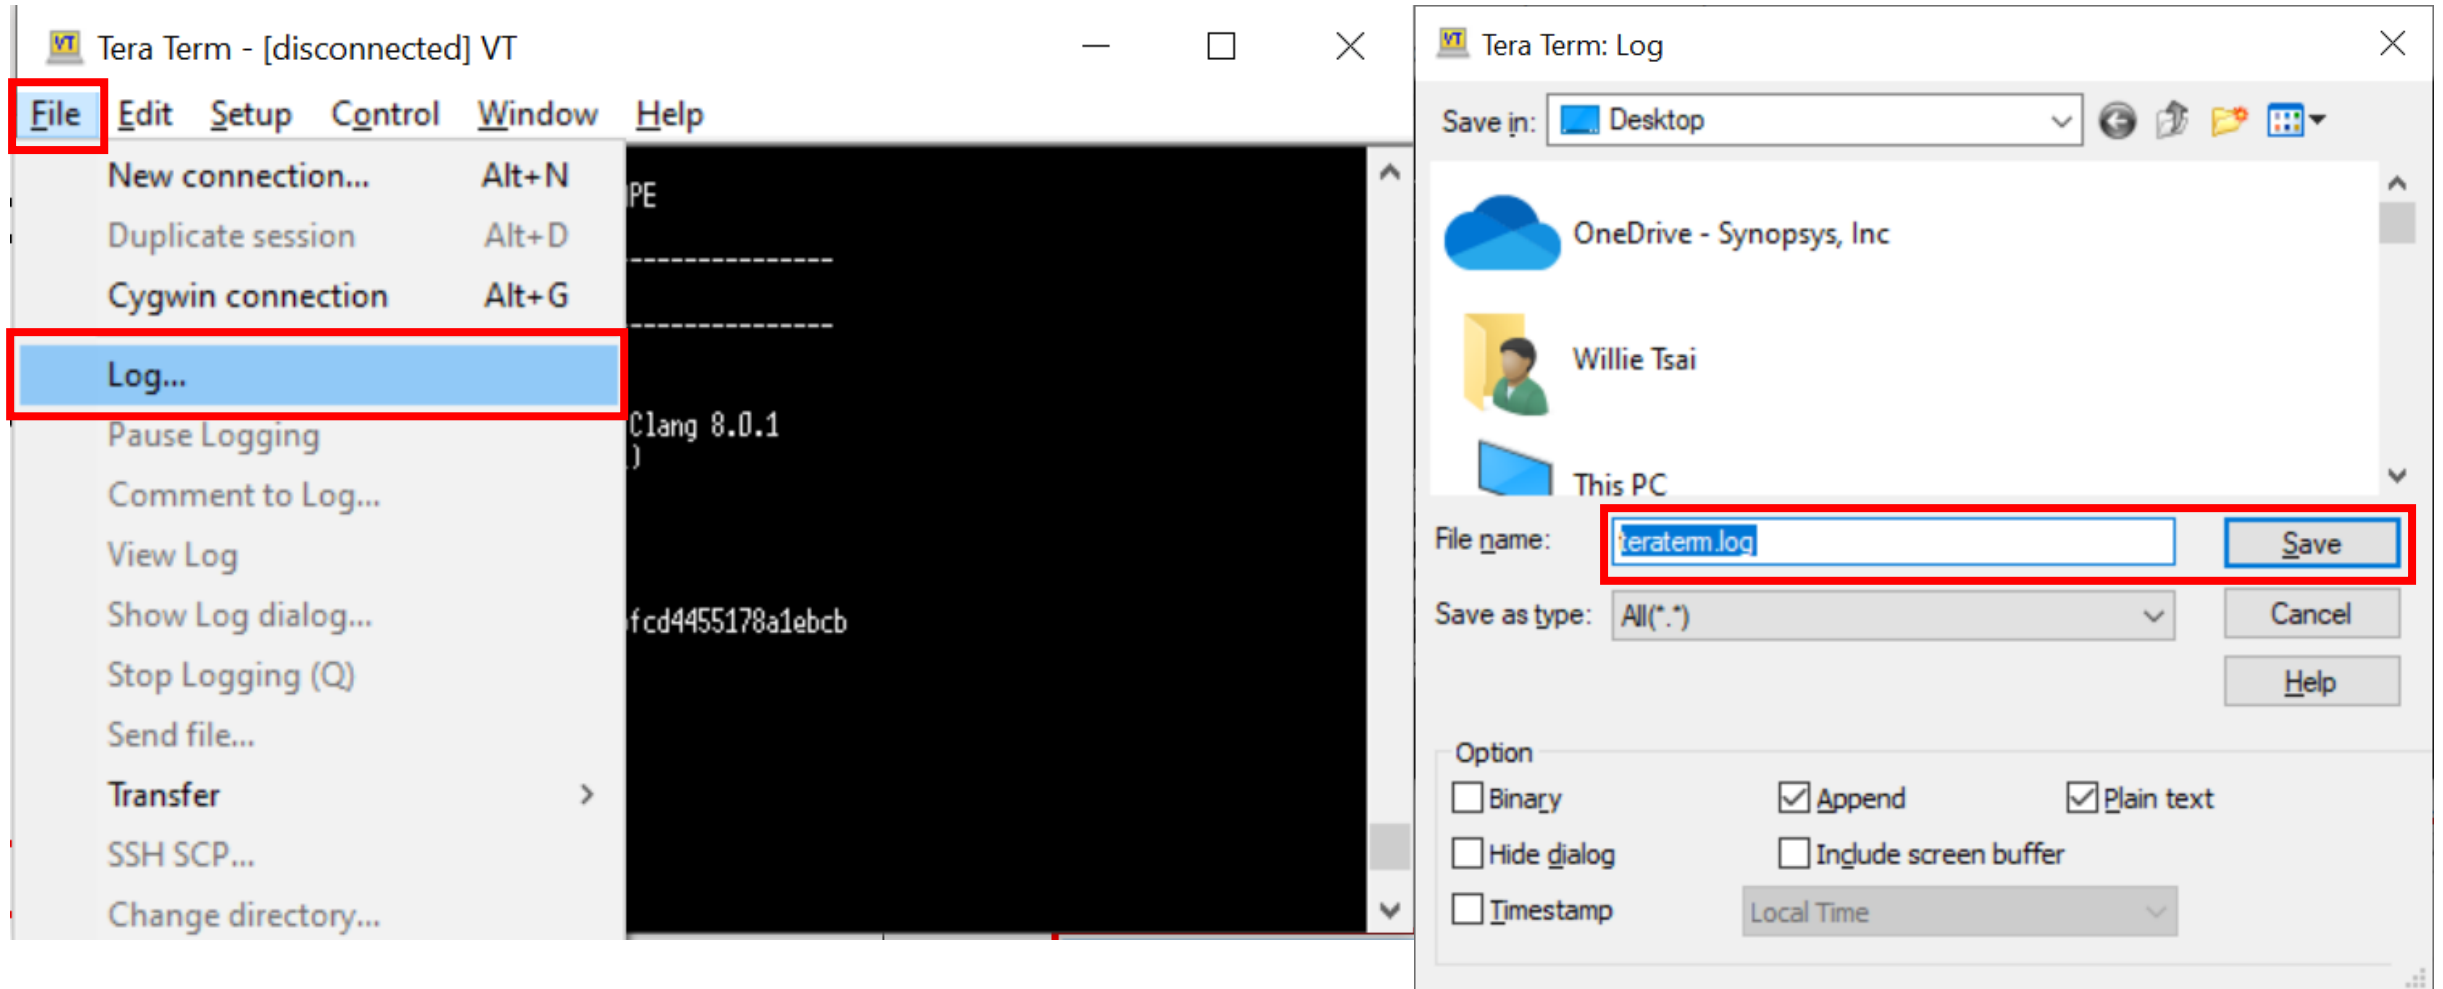 Tera Term - [disconnected] VT
File Edit Setup Control Window Help
New connection... Alt+N
Duplicate session Alt+D
Cygwin connection Alt+G
Log...
Pause Logging
Comment to Log...
View Log
Show Log dialog...
Stop Logging (Q)
Send file...
Transfer
SSH SCP...
Change directory...
PE
----------------
----------------
Clang 8.0.1
)
fcd4455178a1ebcb
Tera Term: Log
Save in: Desktop
OneDrive - Synopsys, Inc
Willie Tsai
This PC
File name: teraterm.log Save
Save as type: All(*.*) Cancel
Help
Option
Binary Append Plain text
Hide dialog Include screen buffer
Timestamp Local Time